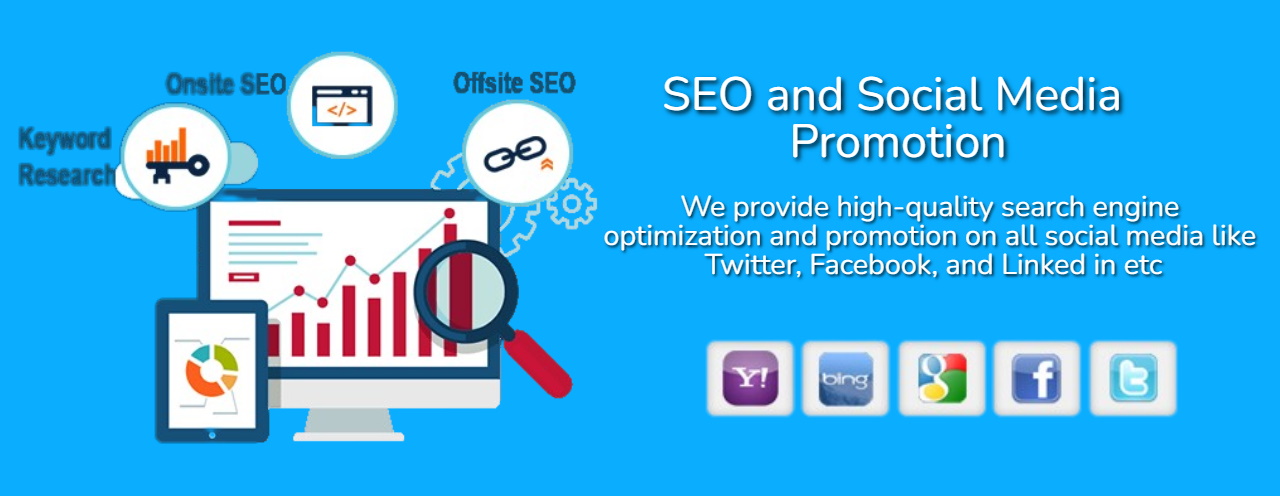 Onsite SEO
Offsite SEO
Keyword
Research
</>
SEO and Social Media
Promotion
We provide high-quality search engine
optimization and promotion on all social media like
Twitter, Facebook, and Linked in etc
Y! bing g f t